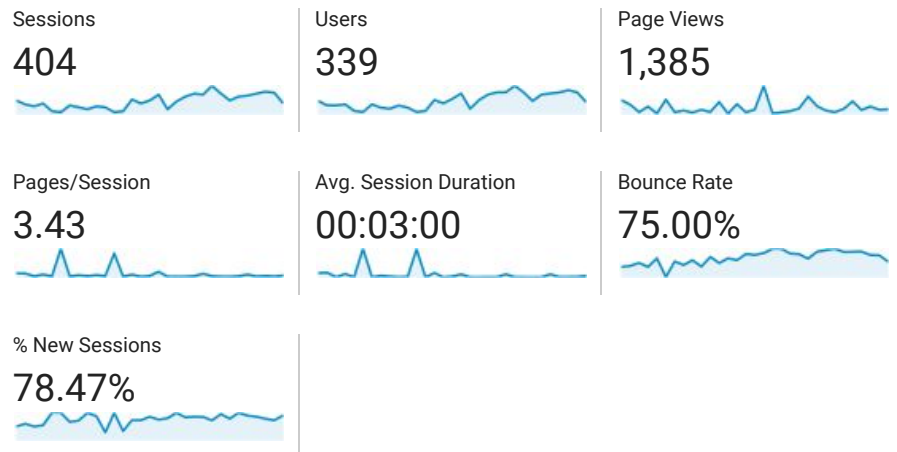 Sessions
404
Users
339
Page Views
1,385
Pages/Session
3.43
Avg. Session Duration
00:03:00
Bounce Rate
75.00%
% New Sessions
78.47%